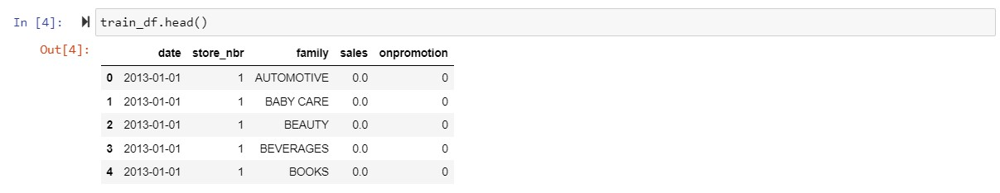 In [4]: train_df.head()
Out[4]:
date store_nbr family sales onpromotion
0 2013-01-01 1 AUTOMOTIVE 0.0 0
1 2013-01-01 1 BABY CARE 0.0 0
2 2013-01-01 1 BEAUTY 0.0 0
3 2013-01-01 1 BEVERAGES 0.0 0
4 2013-01-01 1 BOOKS 0.0 0